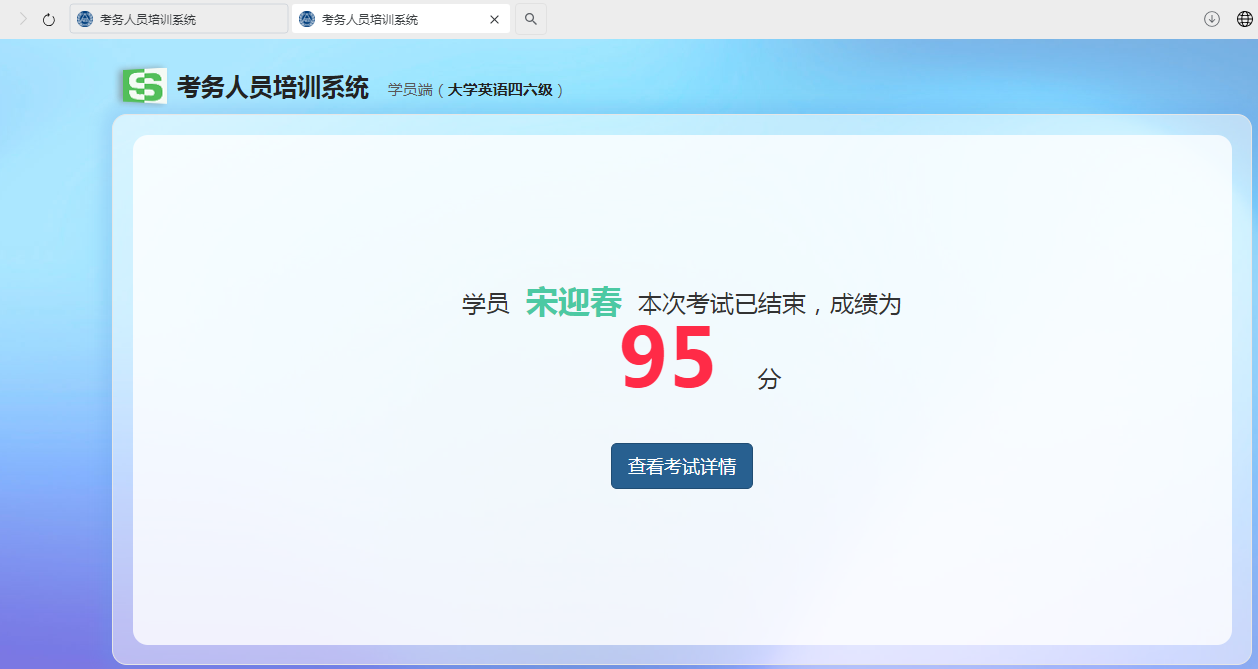 考务人员培训系统
考务人员培训系统
考务人员培训系统 学员端（大学英语四六级）
学员 宋迎春 本次考试已结束，成绩为
95 分
查看考试详情